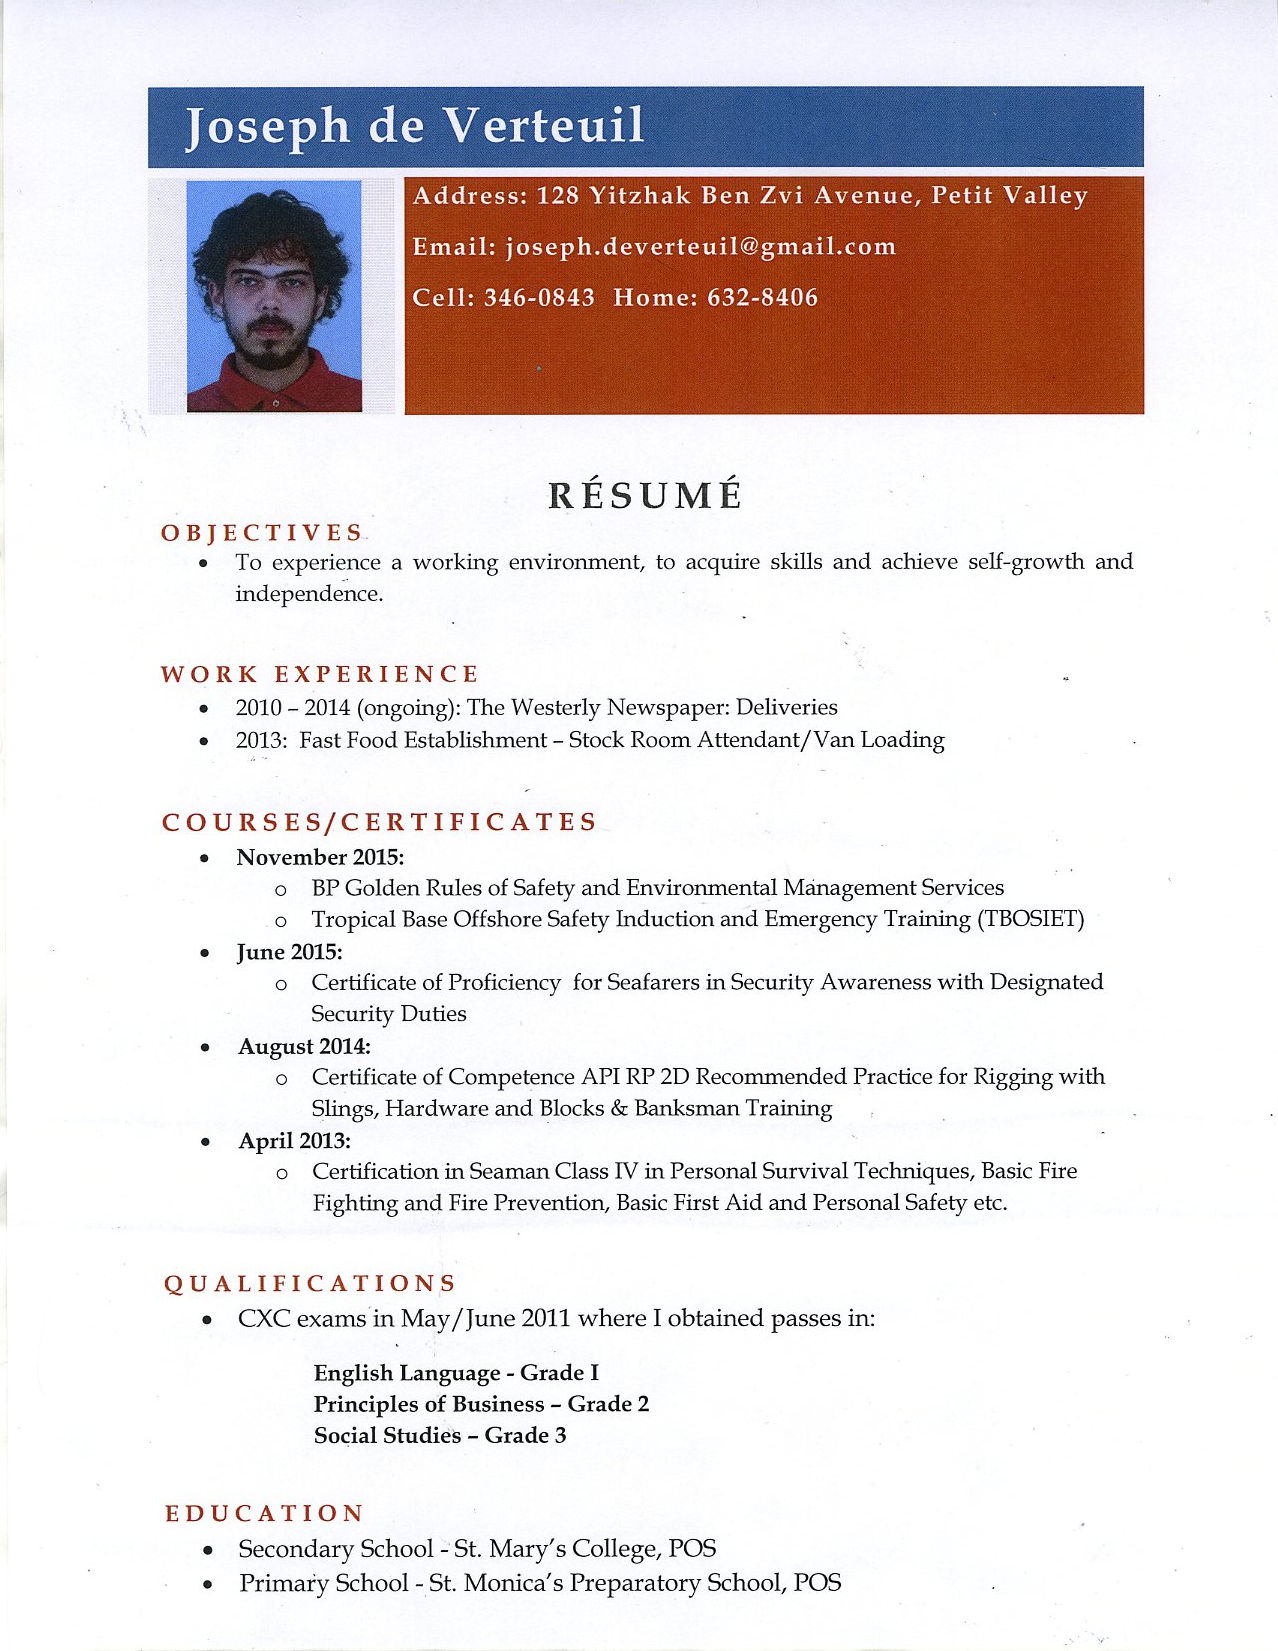 Joseph de Verteuil
Address: 128 Yitzhak Ben Zvi Avenue, Petit Valley
Email: joseph.deverteuil@gmail.com
Cell: 346-0843 Home: 632-8406
RÉSUMÉ
OBJECTIVES
• To experience a working environment, to acquire skills and achieve self-growth and
independence.
WORK EXPERIENCE
• 2010 – 2014 (ongoing): The Westerly Newspaper: Deliveries
• 2013: Fast Food Establishment – Stock Room Attendant/Van Loading
COURSES/CERTIFICATES
• November 2015:
o BP Golden Rules of Safety and Environmental Management Services
o Tropical Base Offshore Safety Induction and Emergency Training (TBOSIET)
• June 2015:
o Certificate of Proficiency for Seafarers in Security Awareness with Designated
Security Duties
• August 2014:
o Certificate of Competence API RP 2D Recommended Practice for Rigging with
Slings, Hardware and Blocks & Banksman Training
• April 2013:
o Certification in Seaman Class IV in Personal Survival Techniques, Basic Fire
Fighting and Fire Prevention, Basic First Aid and Personal Safety etc.
QUALIFICATIONS
• CXC exams in May/June 2011 where I obtained passes in:
English Language - Grade I
Principles of Business – Grade 2
Social Studies – Grade 3
EDUCATION
• Secondary School - St. Mary's College, POS
• Primary School - St. Monica's Preparatory School, POS